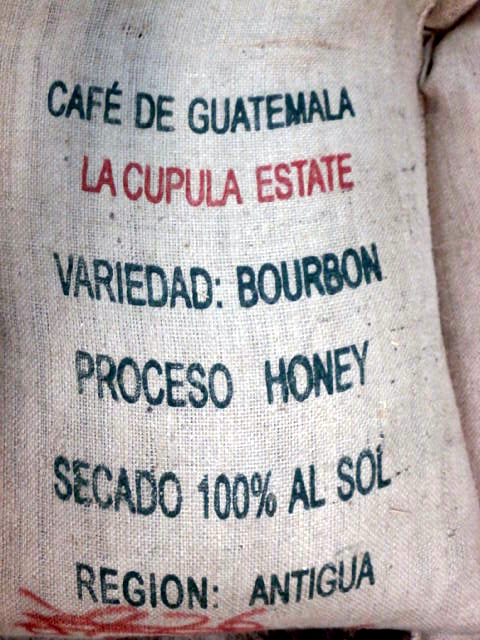 CAFÉ DE GUATEMALA
LA CUPULA ESTATE
VARIEDAD: BOURBON
PROCESO HONEY
SECADO 100% AL SOL
REGION: ANTIGUA